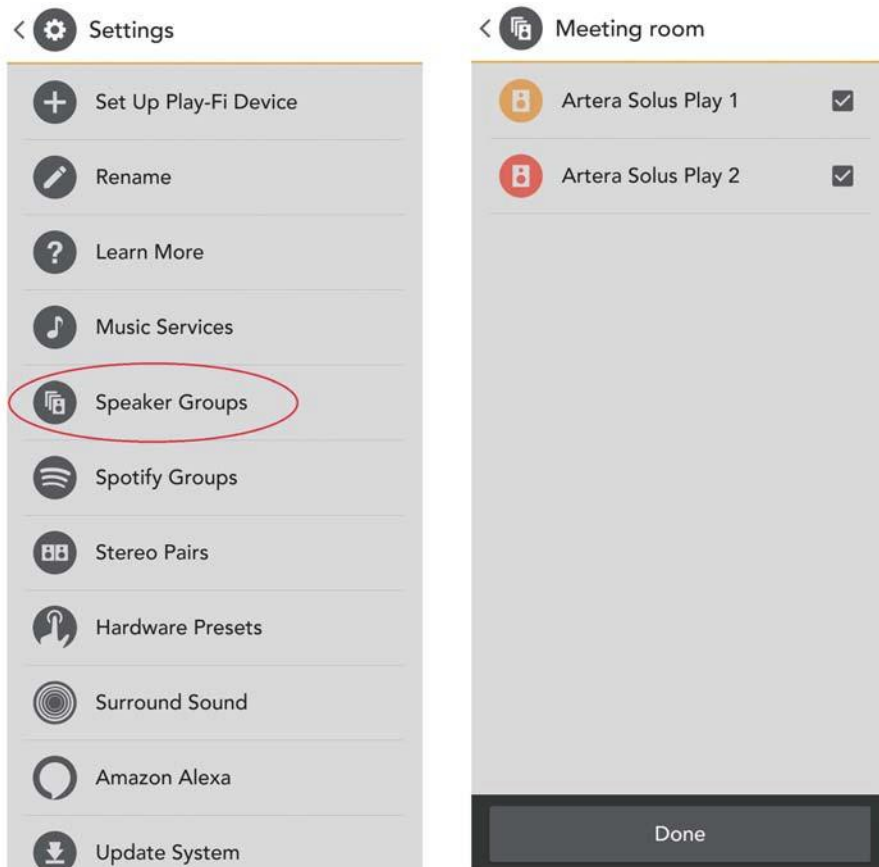 Settings
Set Up Play-Fi Device
Rename
Learn More
Music Services
Speaker Groups
Spotify Groups
Stereo Pairs
Hardware Presets
Surround Sound
Amazon Alexa
Update System
Meeting room
Artera Solus Play 1
Artera Solus Play 2
Done